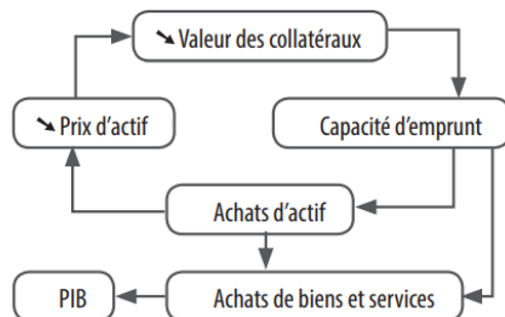 ➘ Valeur des collatéraux
➘ Prix d’actif
Capacité d’emprunt
Achats d’actif
PIB
Achats de biens et services